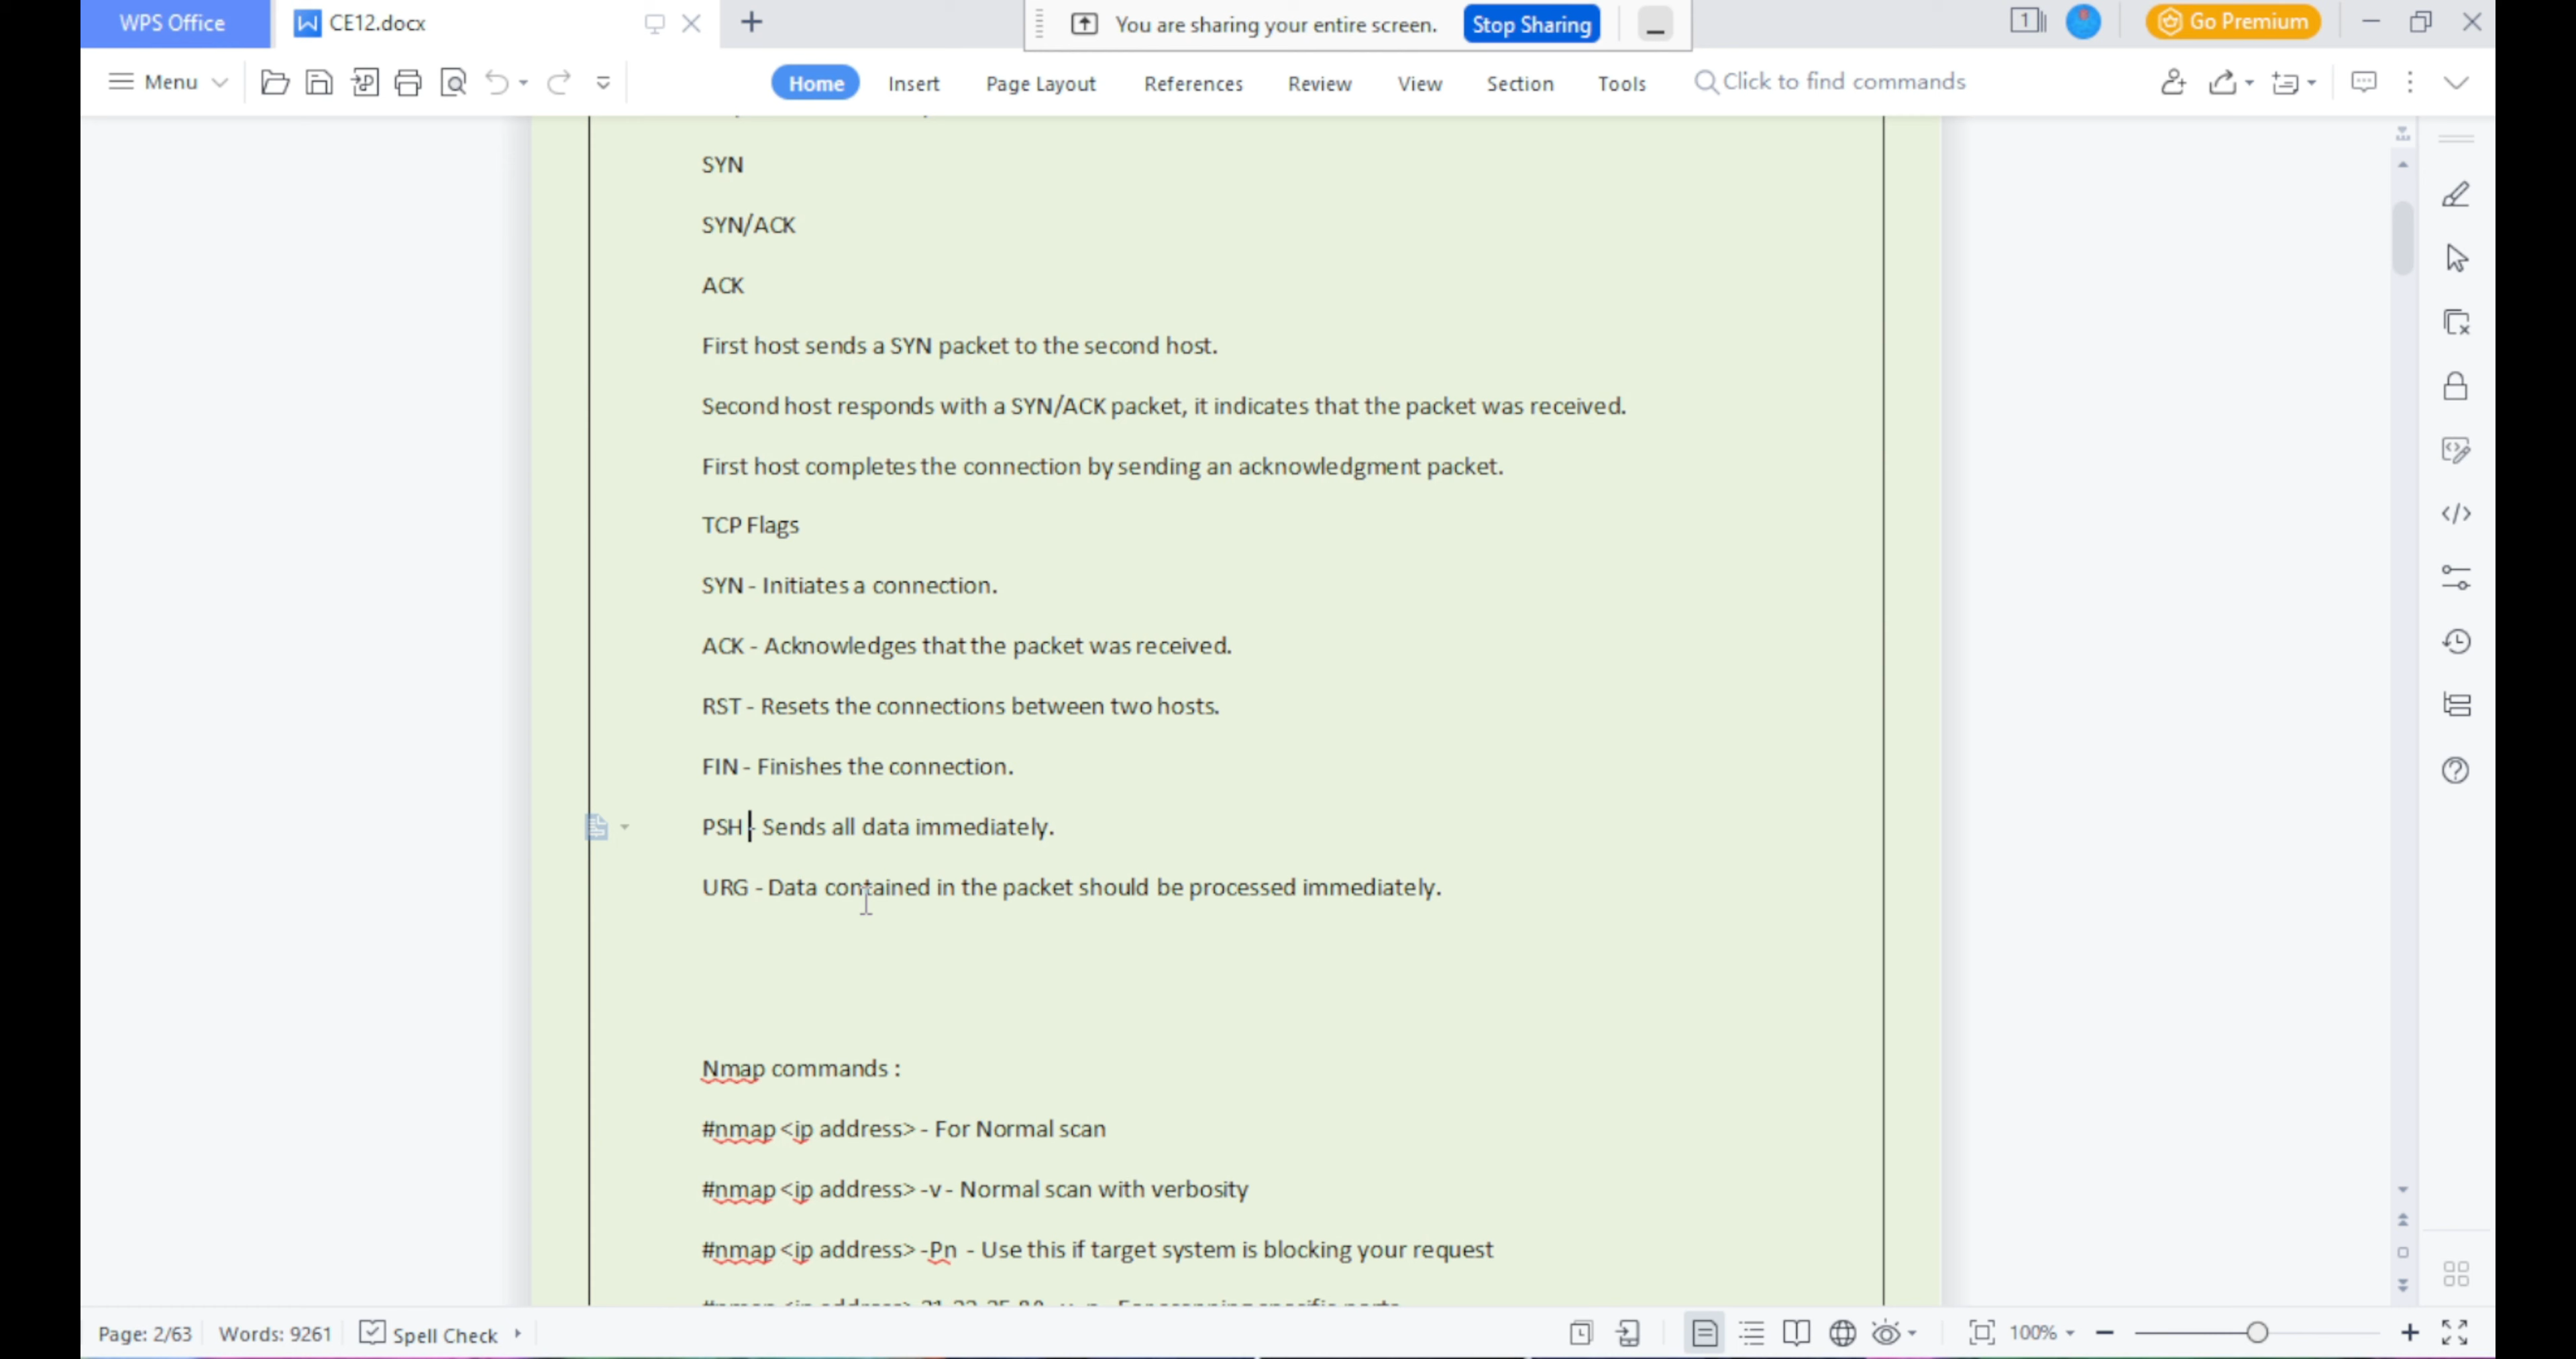 WPS Office
CE12.docx
You are sharing your entire screen.
Stop Sharing
1
Go Premium
Menu
Home
Insert
Page Layout
References
Review
View
Section
Tools
Click to find commands
SYN
SYN/ACK
ACK
First host sends a SYN packet to the second host.
Second host responds with a SYN/ACK packet, it indicates that the packet was received.
First host completes the connection by sending an acknowledgment packet.
TCP Flags
SYN - Initiates a connection.
ACK - Acknowledges that the packet was received.
RST - Resets the connections between two hosts.
FIN - Finishes the connection.
PSH - Sends all data immediately.
URG - Data contained in the packet should be processed immediately.
Nmap commands :
#nmap <ip address> - For Normal scan
#nmap <ip address> -v - Normal scan with verbosity
#nmap <ip address> -Pn - Use this if target system is blocking your request
Page: 2/63
Words: 9261
Spell Check
100%